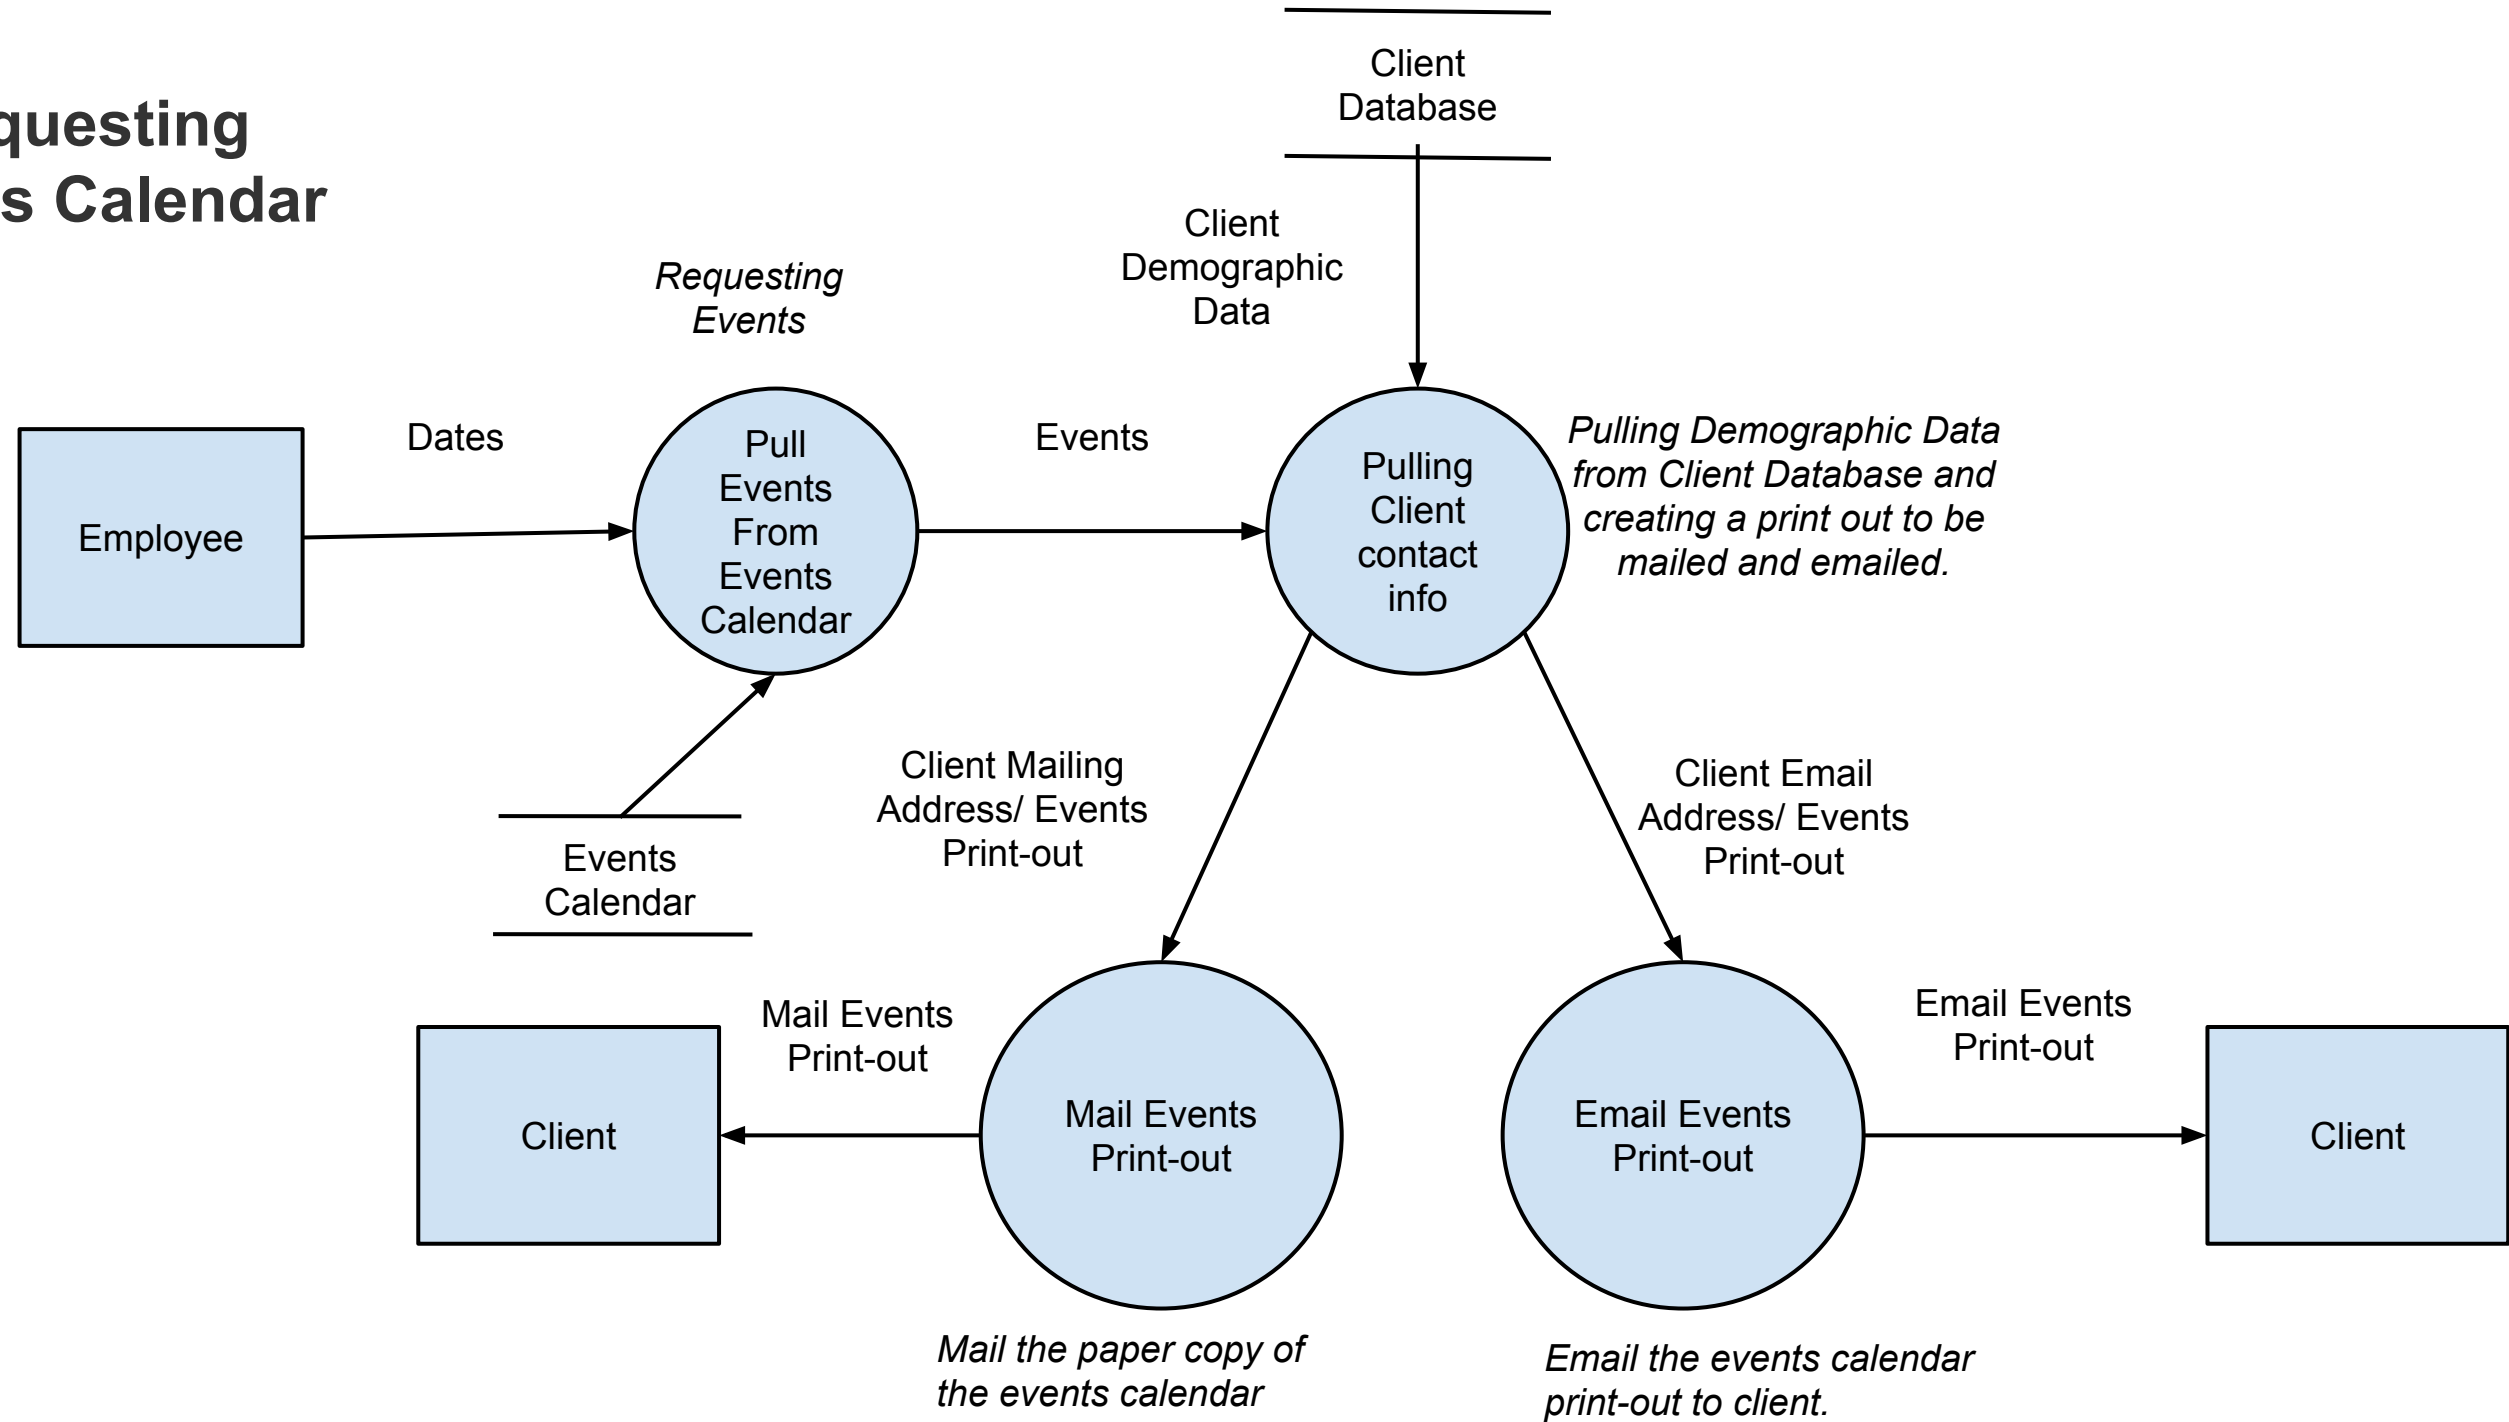 questing
s Calendar
Client
Database
Client
Demographic
Data
Requesting
Events
Employee
Dates
Pull
Events
From
Events
Calendar
Events
Pulling
Client
contact
info
Pulling Demographic Data
from Client Database and
creating a print out to be
mailed and emailed.
Events
Calendar
Client Mailing
Address/ Events
Print-out
Client Email
Address/ Events
Print-out
Client
Mail Events
Print-out
Mail Events
Print-out
Email Events
Print-out
Email Events
Print-out
Client
Mail the paper copy of
the events calendar
Email the events calendar
print-out to client.